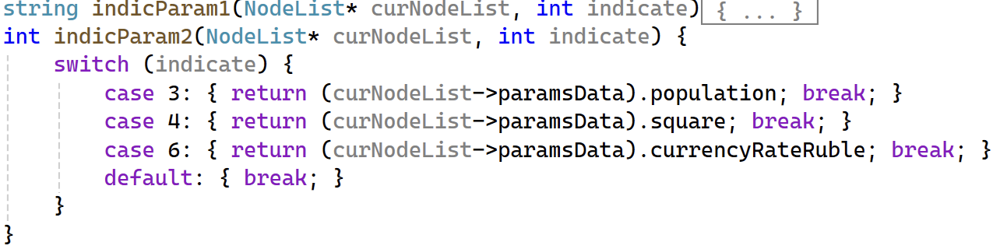 string indicParam1(NodeList* curNodeList, int indicate) { ... }
int indicParam2(NodeList* curNodeList, int indicate) {
    switch (indicate) {
        case 3: { return (curNodeList->paramsData).population; break; }
        case 4: { return (curNodeList->paramsData).square; break; }
        case 6: { return (curNodeList->paramsData).currencyRateRuble; break; }
        default: { break; }
    }
}